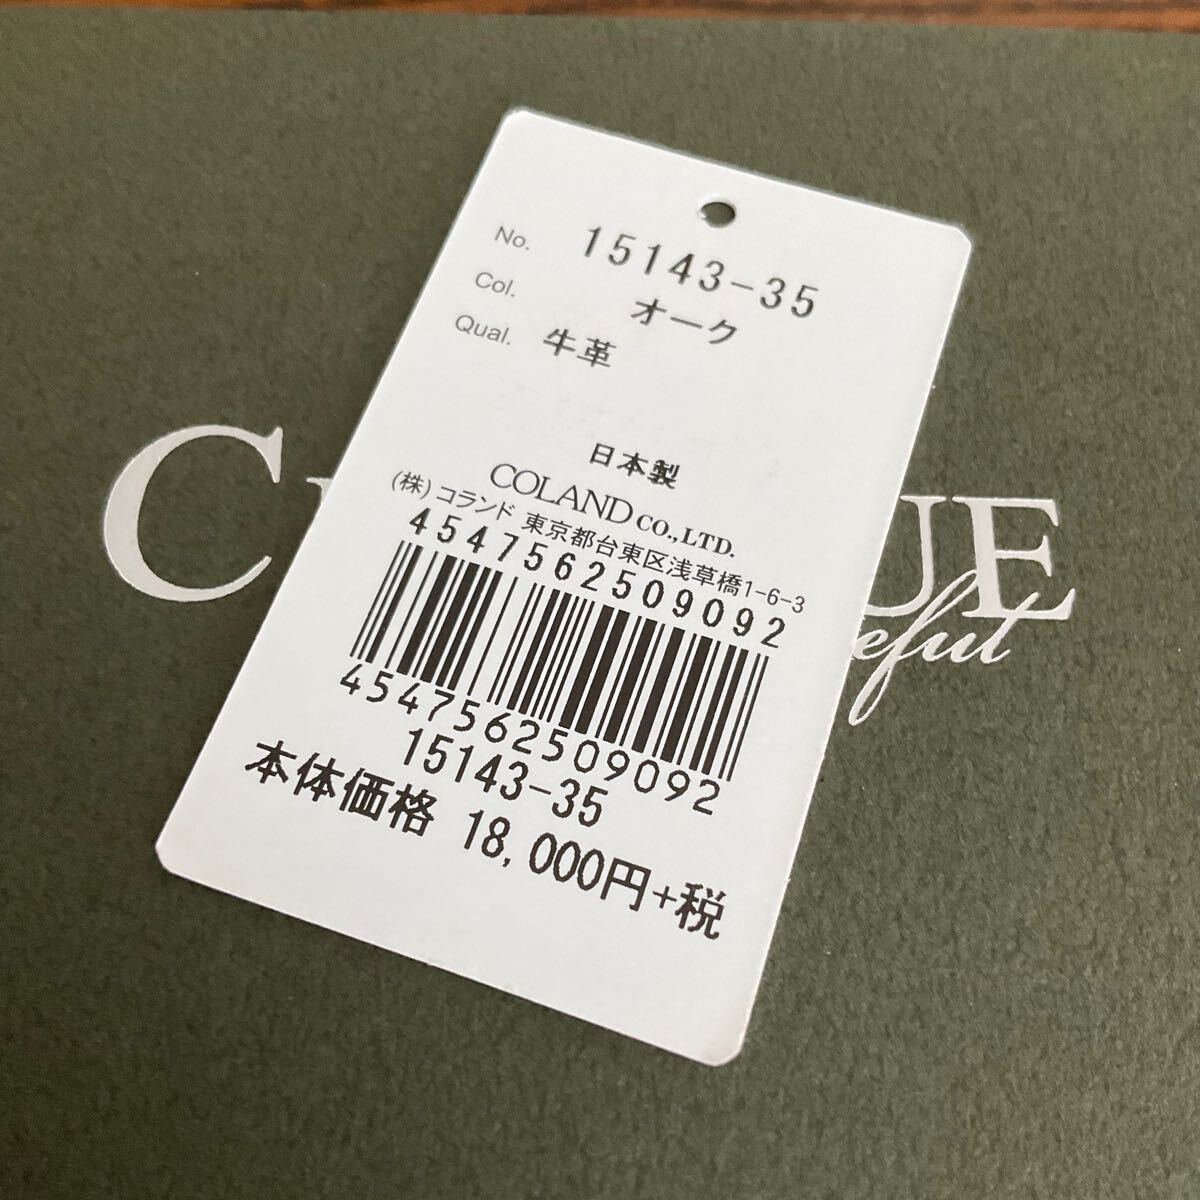 No. 15143-35
Col. オーク
Qual. 牛革
日本製
COLAND CO., LTD.
(株) コランド 東京都台東区浅草橋1-6-3
4547562509092
4547562509092
15143-35
本体価格 18,000円+税